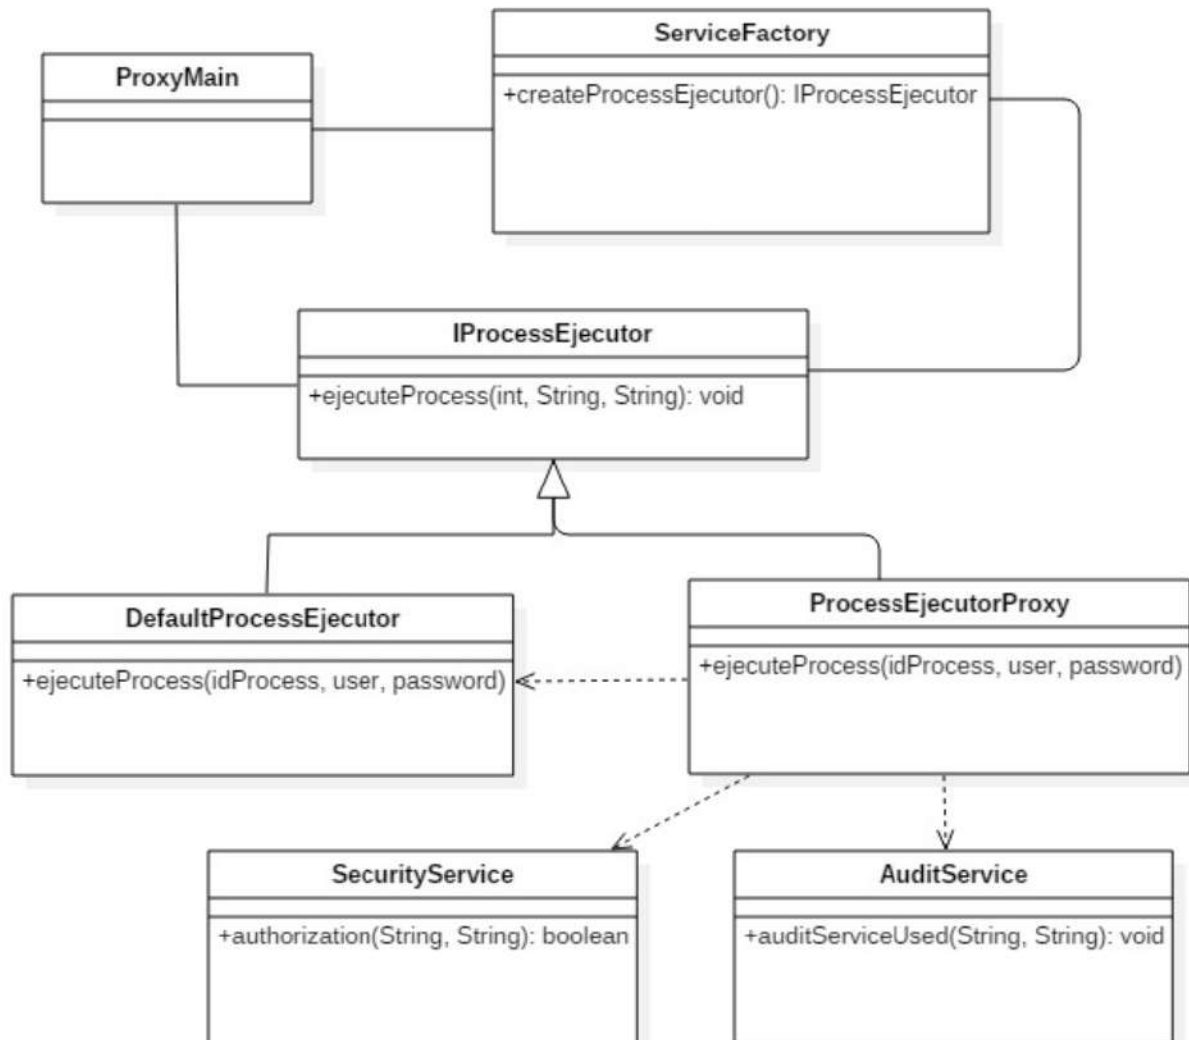 ProxyMain
ServiceFactory
+createProcessEjecutor(): IProcessEjecutor
IProcessEjecutor
+ejecuteProcess(int, String, String): void
DefaultProcessEjecutor
+ejecuteProcess(idProcess, user, password)
ProcessEjecutorProxy
+ejecuteProcess(idProcess, user, password)
SecurityService
+authorization(String, String): boolean
AuditService
+auditServiceUsed(String, String): void